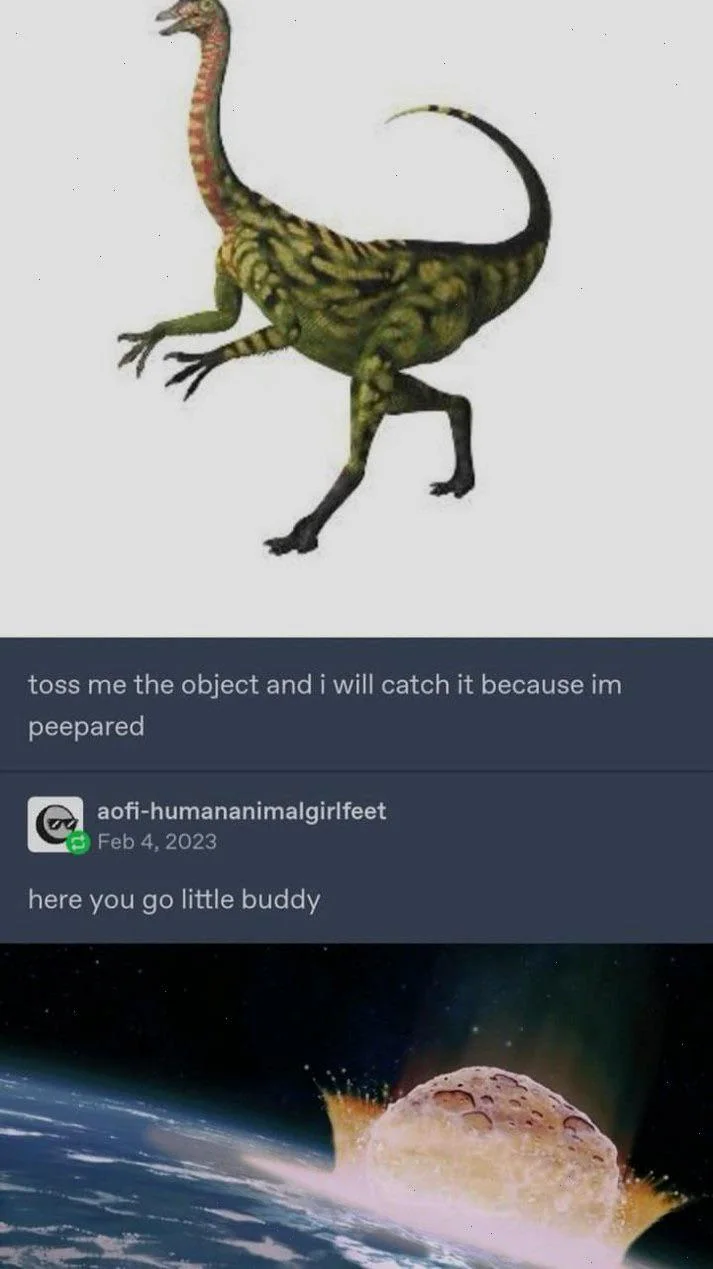 toss me the object and i will catch it because im
peepared
aofi-humananimalgirlfeet
Feb 4, 2023
here you go little buddy